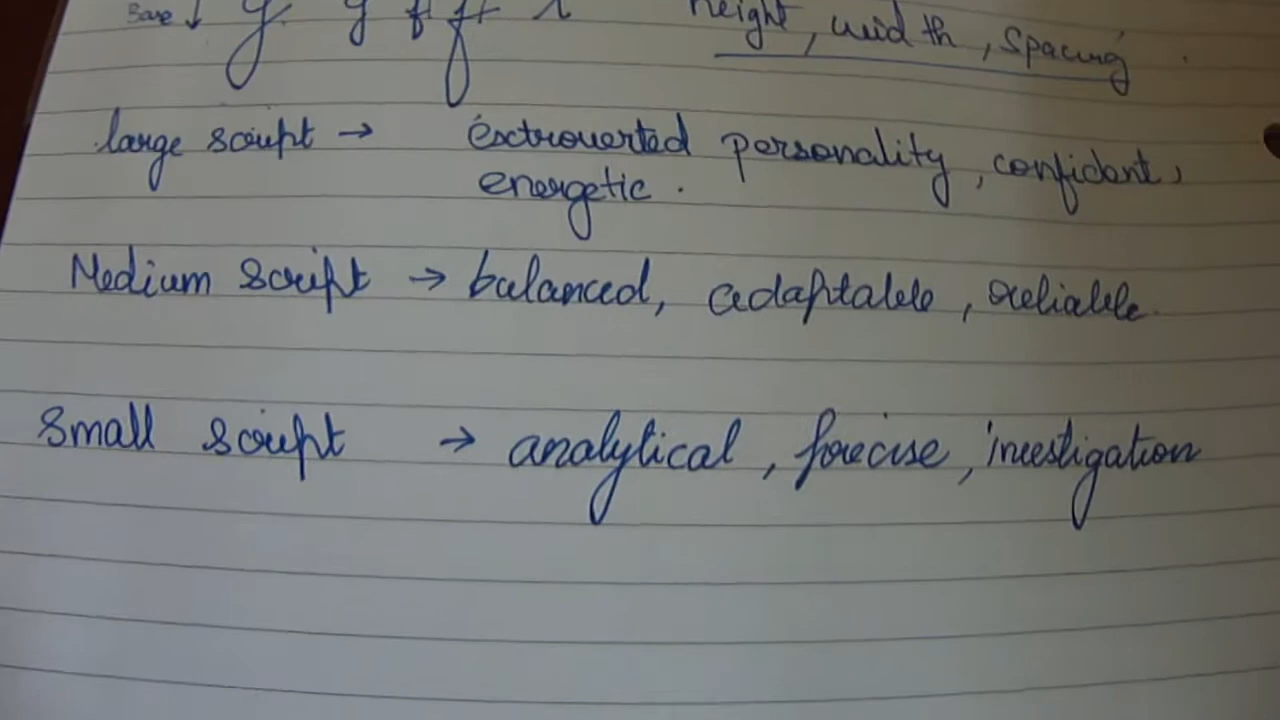 Base ↓ g g f
height, width, spacing
large script → extroverted personality, confident,
energetic.
Medium script → balanced, adaptable, reliable
Small script → analytical, precise, investigation